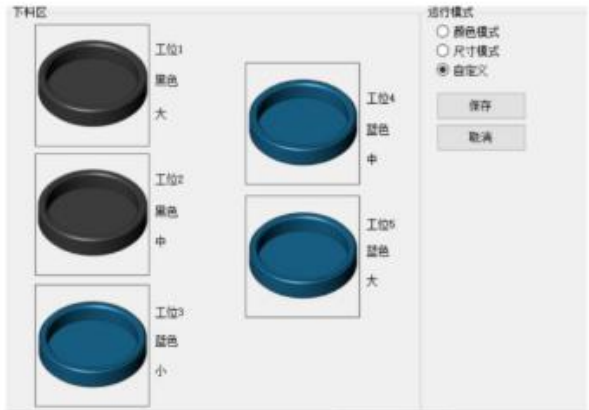 下料区
工位1
黑色
大
工位2
黑色
中
工位3
蓝色
小
工位4
蓝色
中
工位5
蓝色
大
运行模式
颜色模式
尺寸模式
自定义
保存
取消